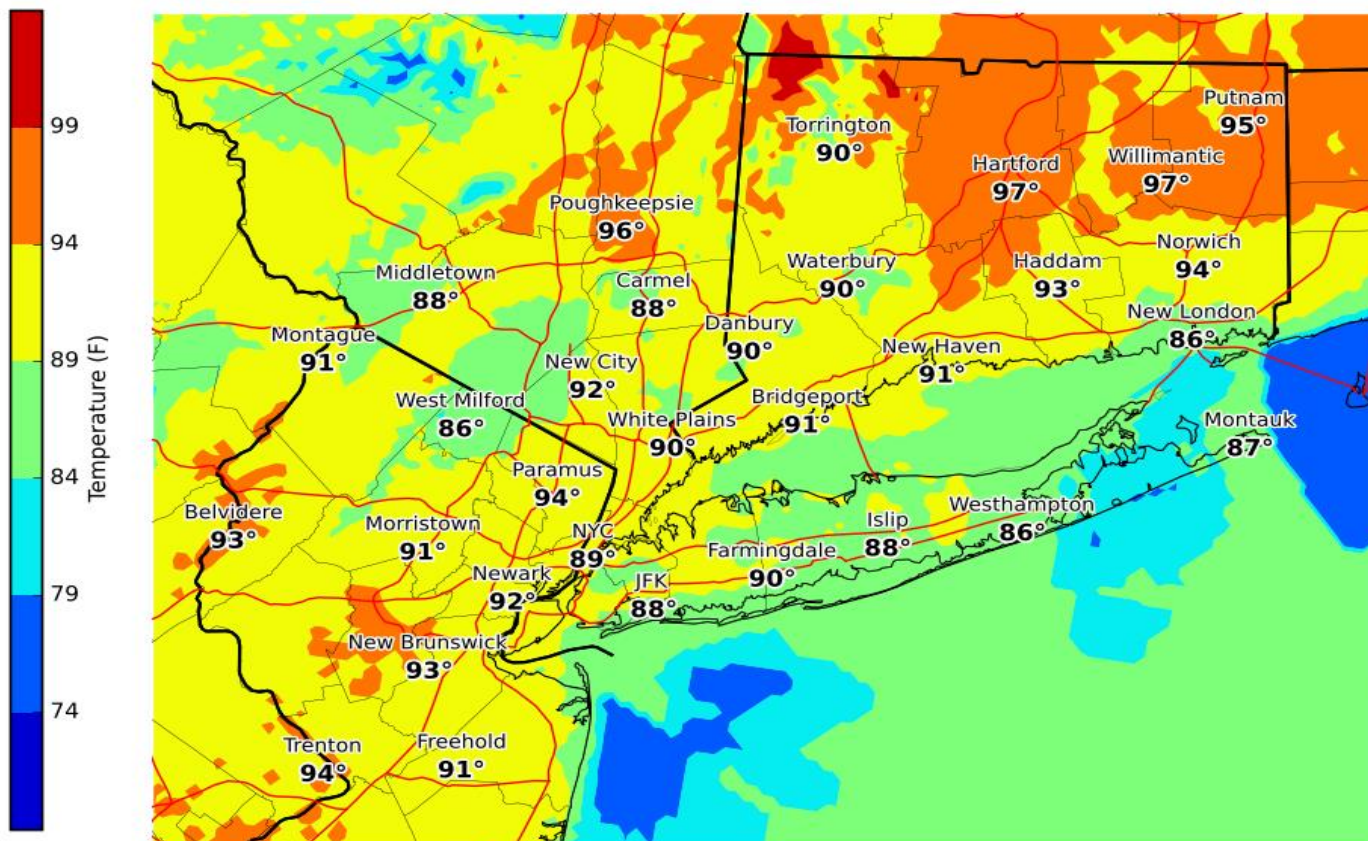 Temperature (F)
99
94
89
84
79
74
Putnam
95°
Torrington
90°
Hartford
97°
Willimantic
97°
Poughkeepsie
96°
Middletown
88°
Carmel
88°
Waterbury
90°
Haddam
93°
Norwich
94°
Montague
91°
New City
92°
Danbury
90°
New Haven
91°
New London
86°
West Milford
86°
White Plains
90°
Bridgeport
91°
Montauk
87°
Paramus
94°
Belvidere
93°
Morristown
91°
NYC
89°
Farmingdale
90°
Islip
88°
Westhampton
86°
Newark
92°
JFK
88°
New Brunswick
93°
Trenton
94°
Freehold
91°